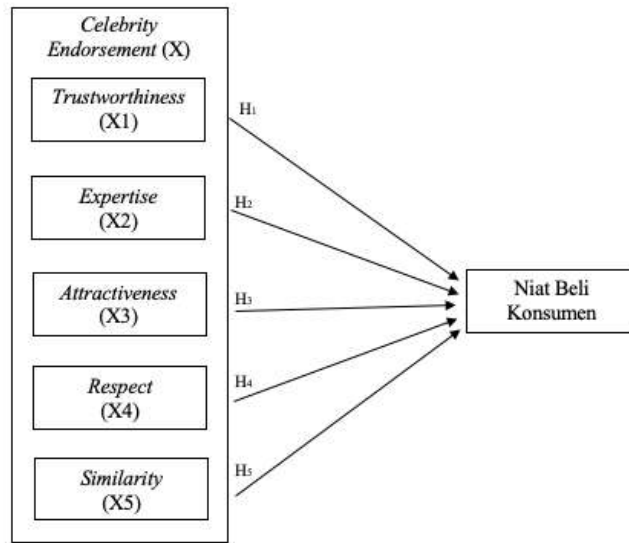 Celebrity
Endorsement (X)
Trustworthiness
(X1)
H₁
Expertise
(X2)
H₂
Attractiveness
(X3)
H₃
Respect
(X4)
H₄
Similarity
(X5)
H₅
Niat Beli
Konsumen